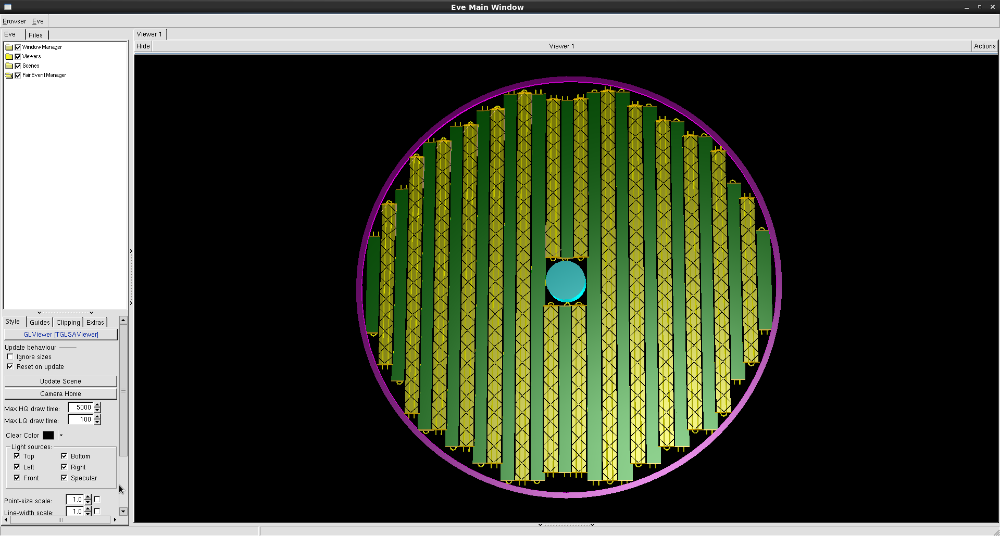 Eve Main Window
Browser Eve
Eve Files
Viewer 1
Hide Viewer 1 Actions
WindowManager
Viewers
Scenes
FairEventManager
Style Guides Clipping Extras
GLViewer [TGLSAViewer]
Update behaviour
Ignore sizes
Reset on update
Update Scene
Camera Home
Max HQ draw time: 5000
Max LQ draw time: 100
Clear Color
Light sources:
Top Bottom
Left Right
Front Specular
Point-size scale: 1.0
Line-width scale: 1.0